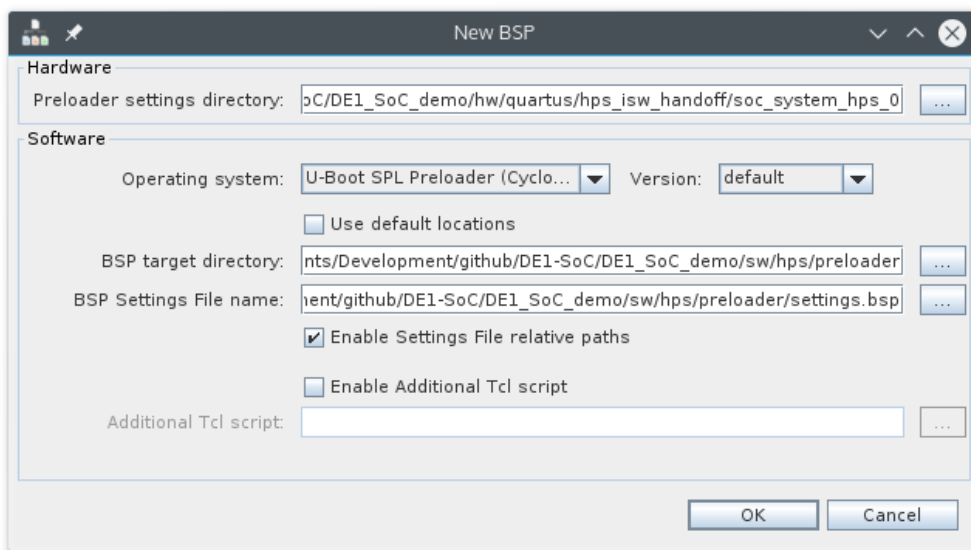 New BSP
Hardware
Preloader settings directory: oC/DE1_SoC_demo/hw/quartus/hps_isw_handoff/soc_system_hps_0 ...
Software
Operating system: U-Boot SPL Preloader (Cyclo... Version: default
Use default locations
BSP target directory: nts/Development/github/DE1-SoC/DE1_SoC_demo/sw/hps/preloader ...
BSP Settings File name: nent/github/DE1-SoC/DE1_SoC_demo/sw/hps/preloader/settings.bsp ...
Enable Settings File relative paths
Enable Additional Tcl script
Additional Tcl script: ...
OK Cancel